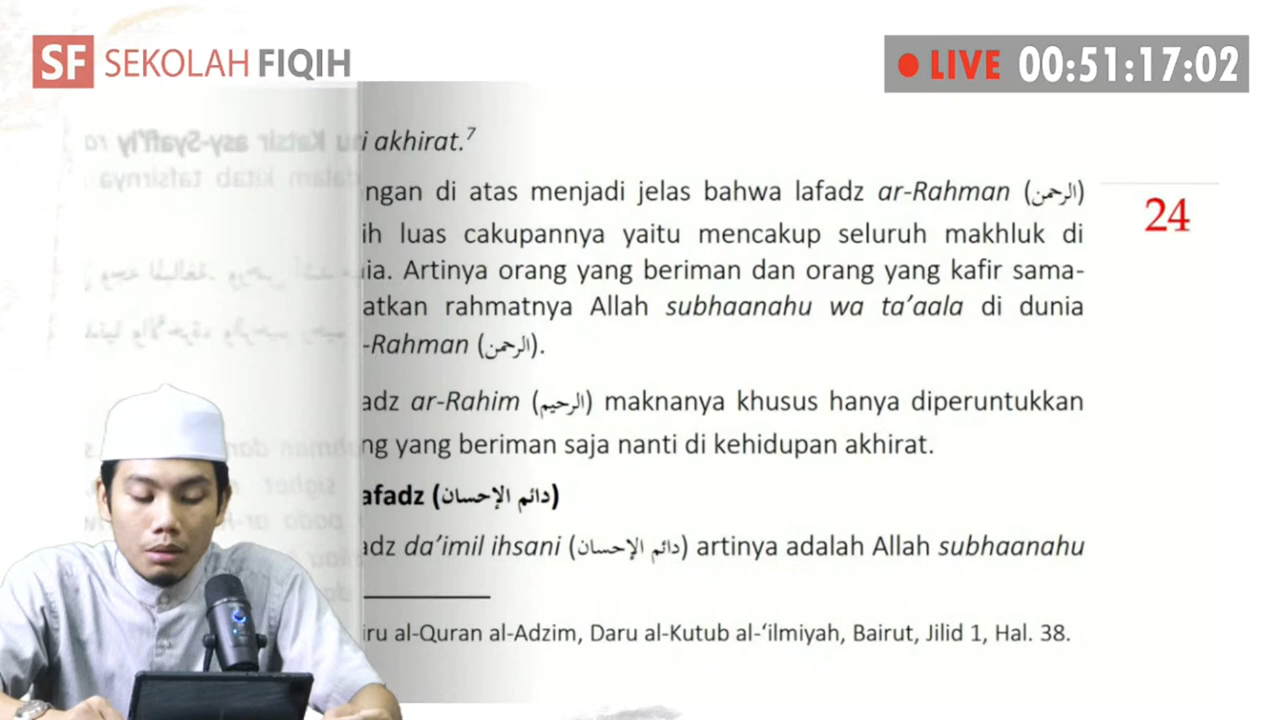 SF SEKOLAH FIQIH
LIVE 00:51:17:02
i akhirat.7
ngan di atas menjadi jelas bahwa lafadz ar-Rahman (الرحمن)
ih luas cakupannya yaitu mencakup seluruh makhluk di
ia. Artinya orang yang beriman dan orang yang kafir sama-
atkan rahmatnya Allah subhaanahu wa ta’aala di dunia
-Rahman (الرحمن).
adz ar-Rahim (الرحيم) maknanya khusus hanya diperuntukkan
ng yang beriman saja nanti di kehidupan akhirat.
afadz (دائم الإحسان)
adz da’imil ihsani (دائم الإحسان) artinya adalah Allah subhaanahu
iru al-Quran al-Adzim, Daru al-Kutub al-‘ilmiyah, Bairut, Jilid 1, Hal. 38.
24